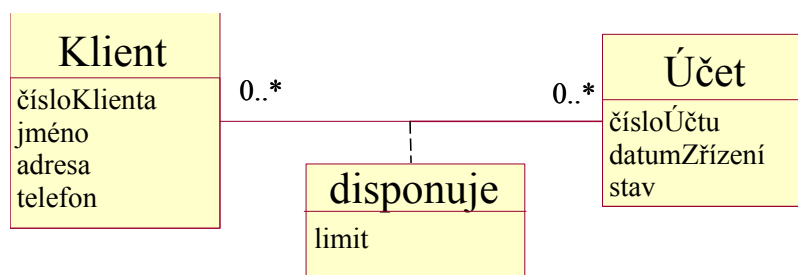 Klient
čísloKlienta
jméno
adresa
telefon
0..*
0..*
Účet
čísloÚčtu
datumZřízení
stav
disponuje
limit